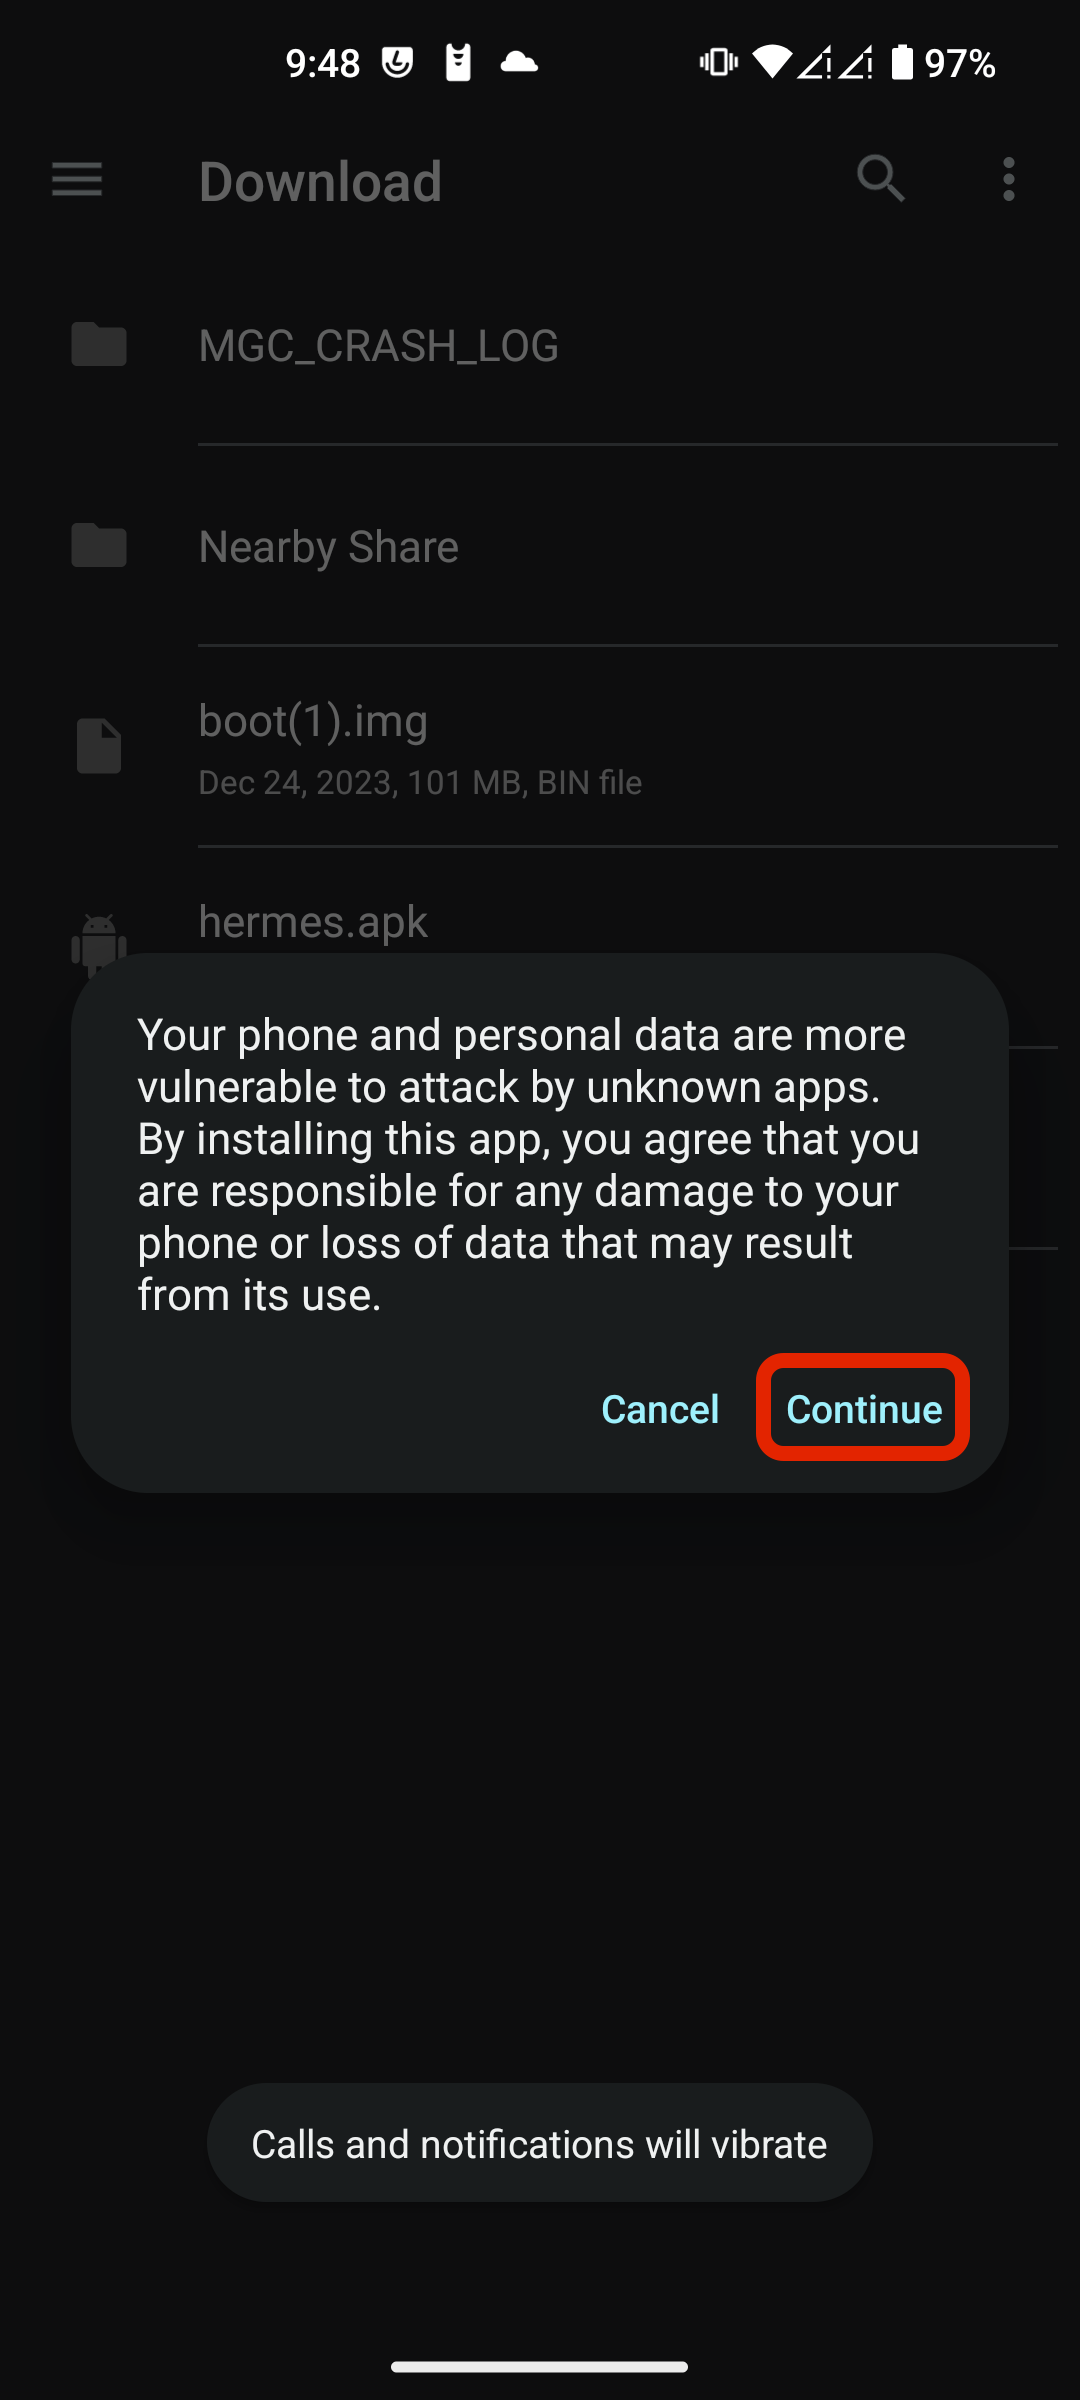 9:48
97%
Download
MGC_CRASH_LOG
Nearby Share
boot(1).img
Dec 24, 2023, 101 MB, BIN file
hermes.apk
Your phone and personal data are more
vulnerable to attack by unknown apps.
By installing this app, you agree that you
are responsible for any damage to your
phone or loss of data that may result
from its use.
Cancel
Continue
Calls and notifications will vibrate